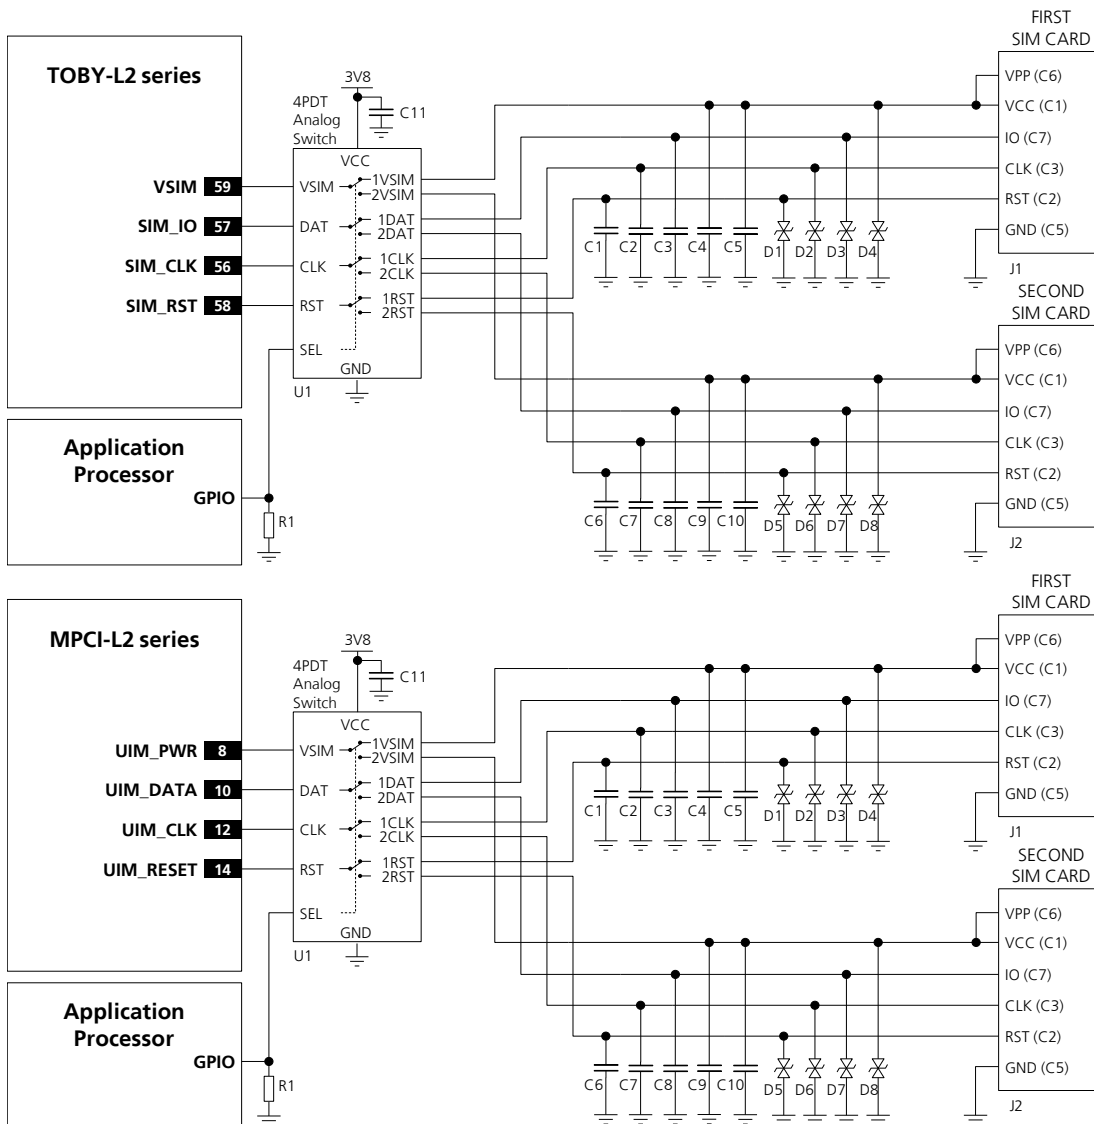 FIRST
SIM CARD
TOBY-L2 series
3V8
4PDT
Analog
Switch
C11
VCC
VSIM 59
SIM_IO 57
SIM_CLK 56
SIM_RST 58
VSIM
DAT
CLK
RST
SEL
GND
U1
1VSIM
2VSIM
1DAT
2DAT
1CLK
2CLK
1RST
2RST
C1 C2 C3 C4 C5 D1 D2 D3 D4
VPP (C6)
VCC (C1)
IO (C7)
CLK (C3)
RST (C2)
GND (C5)
J1
SECOND
SIM CARD
VPP (C6)
VCC (C1)
IO (C7)
CLK (C3)
RST (C2)
GND (C5)
J2
C6 C7 C8 C9 C10 D5 D6 D7 D8
Application
Processor
GPIO
R1
FIRST
SIM CARD
MPCI-L2 series
3V8
4PDT
Analog
Switch
C11
VCC
UIM_PWR 8
UIM_DATA 10
UIM_CLK 12
UIM_RESET 14
VSIM
DAT
CLK
RST
SEL
GND
U1
1VSIM
2VSIM
1DAT
2DAT
1CLK
2CLK
1RST
2RST
C1 C2 C3 C4 C5 D1 D2 D3 D4
VPP (C6)
VCC (C1)
IO (C7)
CLK (C3)
RST (C2)
GND (C5)
J1
SECOND
SIM CARD
VPP (C6)
VCC (C1)
IO (C7)
CLK (C3)
RST (C2)
GND (C5)
J2
C6 C7 C8 C9 C10 D5 D6 D7 D8
Application
Processor
GPIO
R1